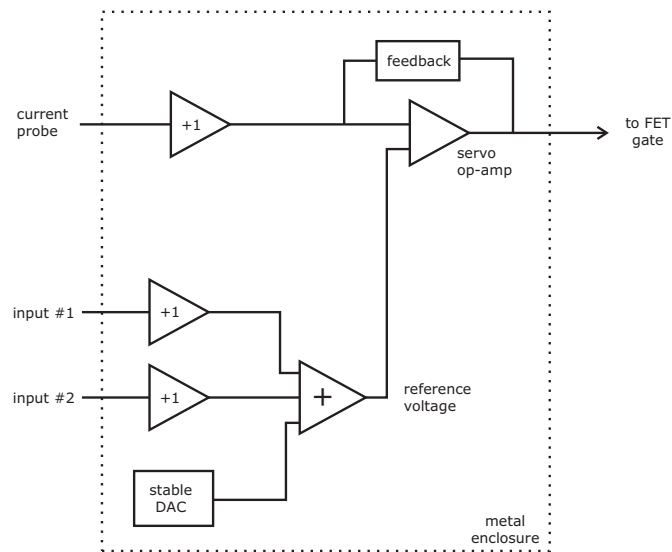 feedback
current
probe
+1
to FET
gate
servo
op-amp
input #1
+1
input #2
+1
+
reference
voltage
stable
DAC
metal
enclosure